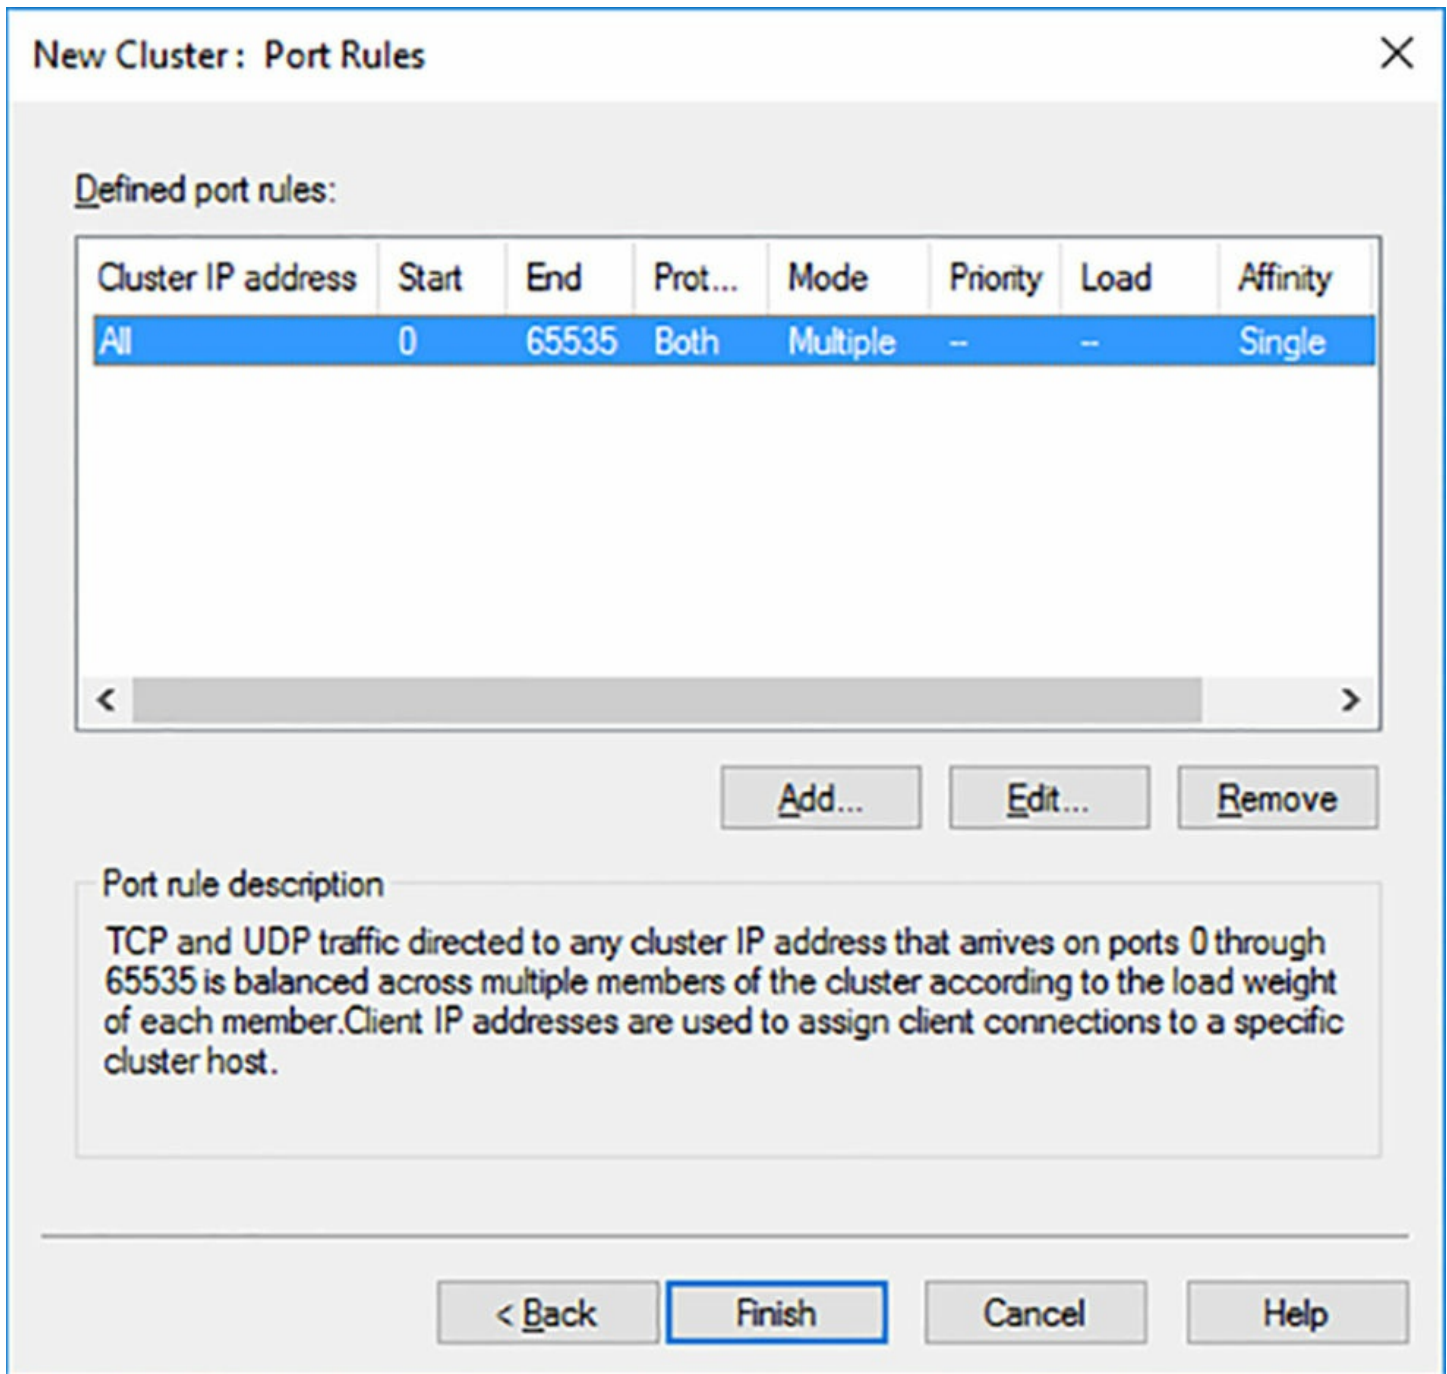 New Cluster : Port Rules
Defined port rules:
Cluster IP address Start End Prot... Mode Priority Load Affinity
All 0 65535 Both Multiple -- -- Single
Add... Edit... Remove
Port rule description
TCP and UDP traffic directed to any cluster IP address that arrives on ports 0 through
65535 is balanced across multiple members of the cluster according to the load weight
of each member.Client IP addresses are used to assign client connections to a specific
cluster host.
< Back Finish Cancel Help